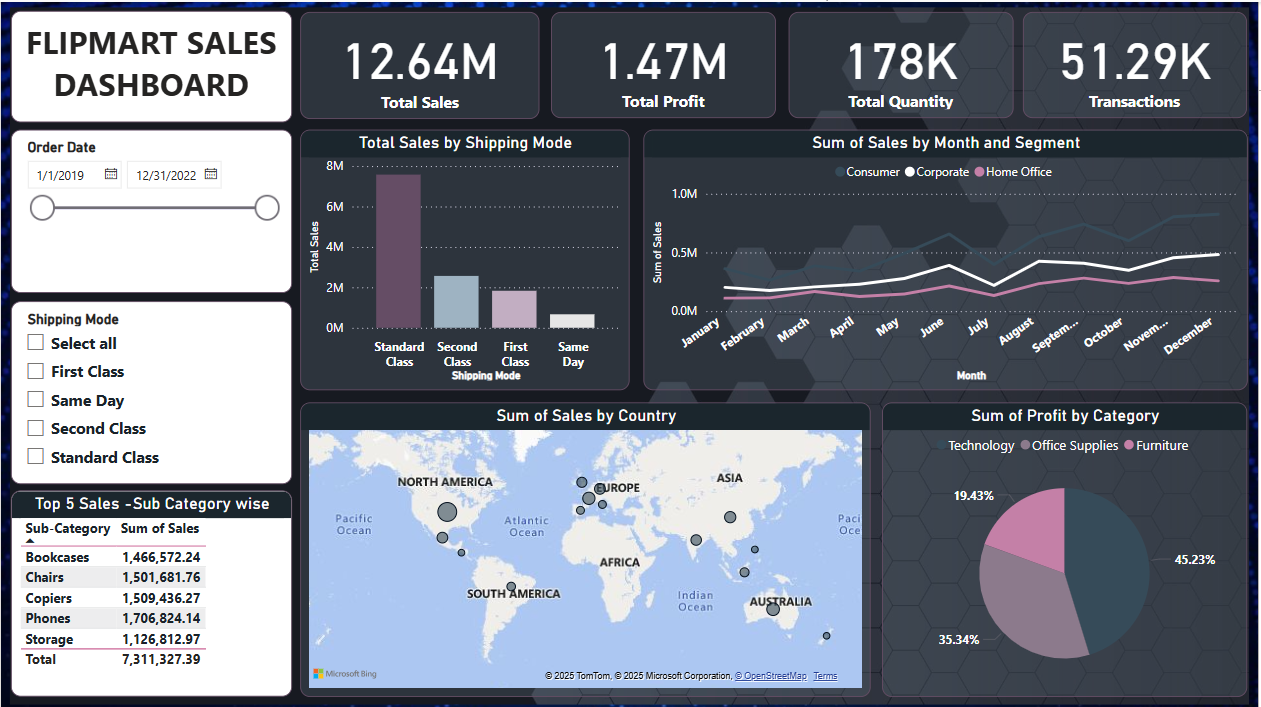 FLIPMART SALES
DASHBOARD
12.64M
Total Sales
1.47M
Total Profit
178K
Total Quantity
51.29K
Transactions
Order Date
1/1/2019
12/31/2022
Shipping Mode
Select all
First Class
Same Day
Second Class
Standard Class
Top 5 Sales -Sub Category wise
Sub-Category Sum of Sales
Bookcases 1,466,572.24
Chairs 1,501,681.76
Copiers 1,509,436.27
Phones 1,706,824.14
Storage 1,126,812.97
Total 7,311,327.39
Total Sales by Shipping Mode
Total Sales
8M
6M
4M
2M
0M
Standard Class
Second Class
First Class
Same Day
Shipping Mode
Sum of Sales by Month and Segment
Consumer Corporate Home Office
Sum of Sales
1.0M
0.5M
0.0M
January
February
March
April
May
June
July
August
Septem...
October
Novem...
December
Month
Sum of Sales by Country
NORTH AMERICA
EUROPE
ASIA
Pacific
Ocean
Atlantic
Ocean
Paci
Oce
AFRICA
SOUTH AMERICA
Indian
Ocean
AUSTRALIA
Microsoft Bing
© 2025 TomTom, © 2025 Microsoft Corporation, © OpenStreetMap Terms
Sum of Profit by Category
Technology Office Supplies Furniture
19.43%
45.23%
35.34%